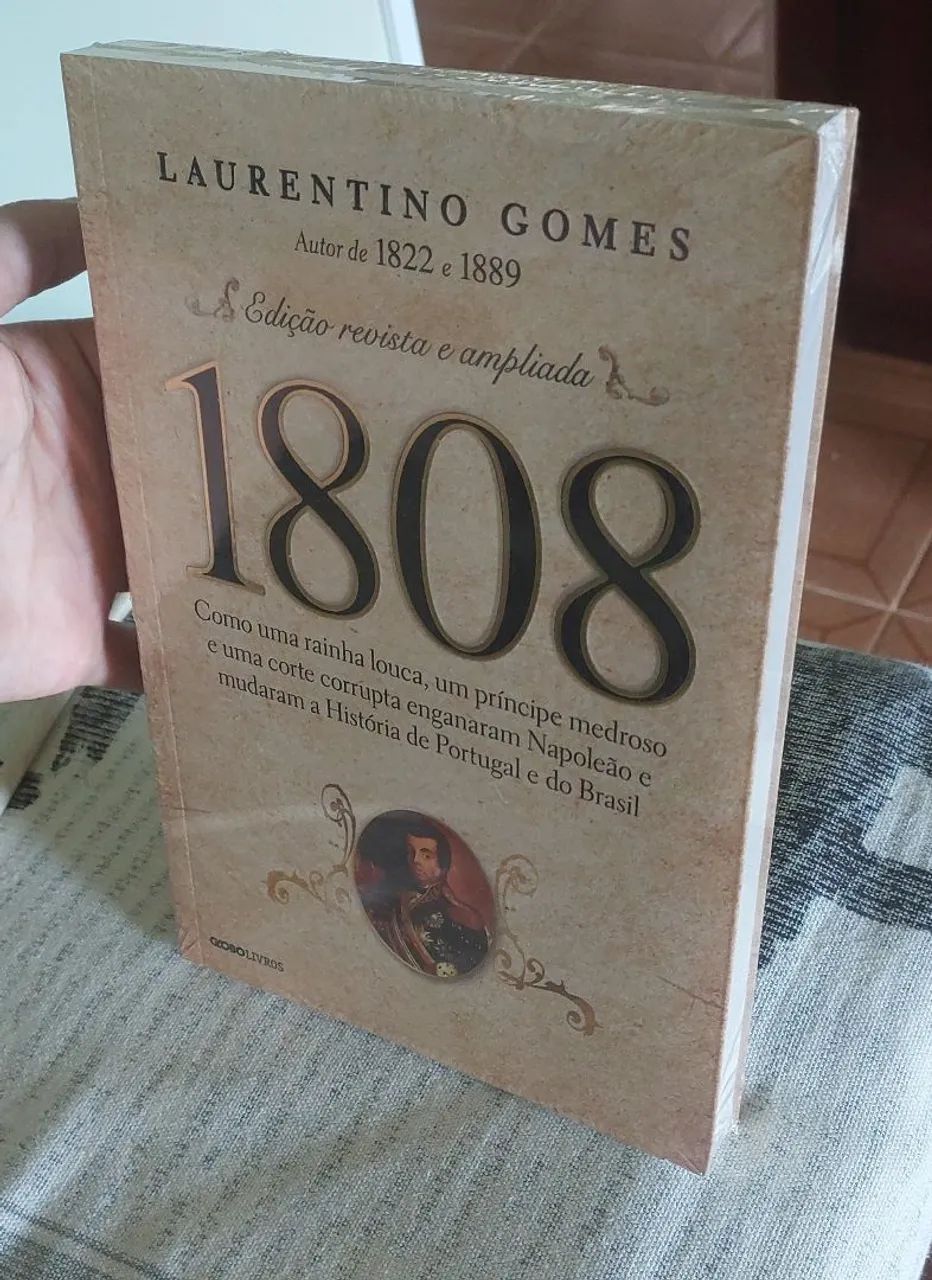 LAURENTINO GOMES
Autor de 1822 e 1889
Edição revista e ampliada
1808
Como uma rainha louca, um príncipe medroso
e uma corte corrupta enganaram Napoleão e
mudaram a História de Portugal e do Brasil
GLOBOLIVROS